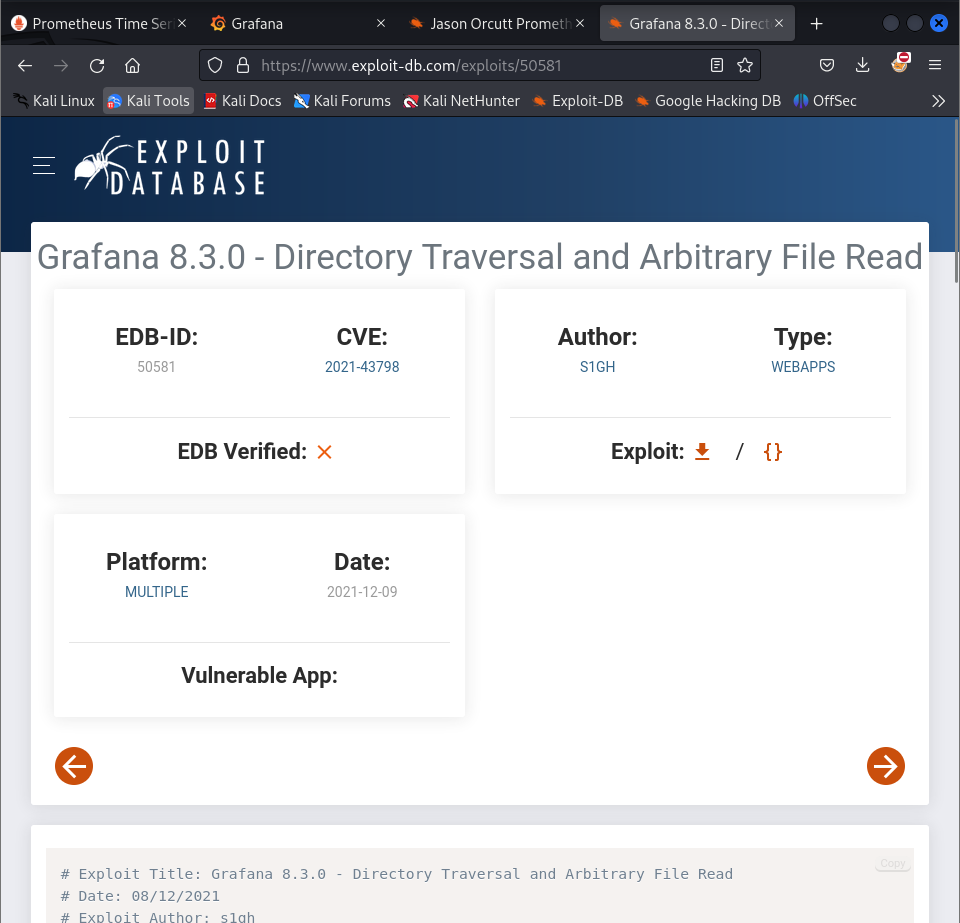 Prometheus Time Ser
Grafana
Jason Orcutt Prometh
Grafana 8.3.0 - Direct
https://www.exploit-db.com/exploits/50581
Kali Linux
Kali Tools
Kali Docs
Kali Forums
Kali NetHunter
Exploit-DB
Google Hacking DB
OffSec
EXPLOIT
DATABASE
Grafana 8.3.0 - Directory Traversal and Arbitrary File Read
EDB-ID:
50581
CVE:
2021-43798
EDB Verified:
Author:
S1GH
Type:
WEBAPPS
Exploit: / {}
Platform:
MULTIPLE
Date:
2021-12-09
Vulnerable App:
Copy
# Exploit Title: Grafana 8.3.0 - Directory Traversal and Arbitrary File Read
# Date: 08/12/2021
# Exploit Author: s1gh